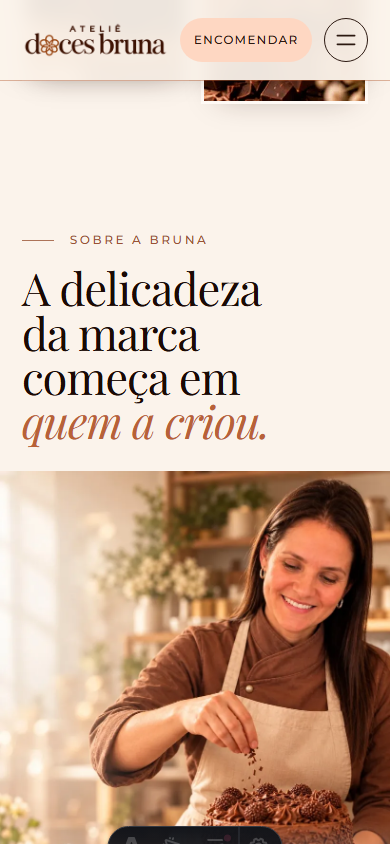 ATELIÊ
doces bruna
ENCOMENDAR
SOBRE A BRUNA
A delicadeza
da marca
começa em
quem a criou.